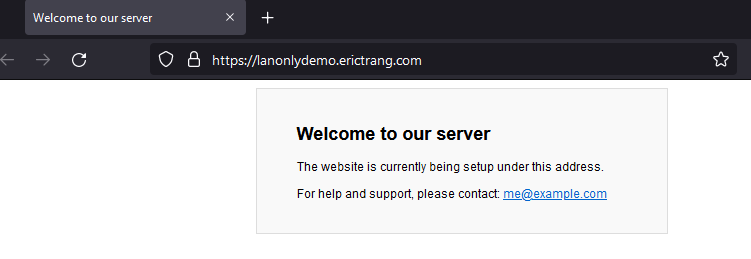 Welcome to our server
https://lanonlydemo.erictrang.com
Welcome to our server
The website is currently being setup under this address.
For help and support, please contact: me@example.com